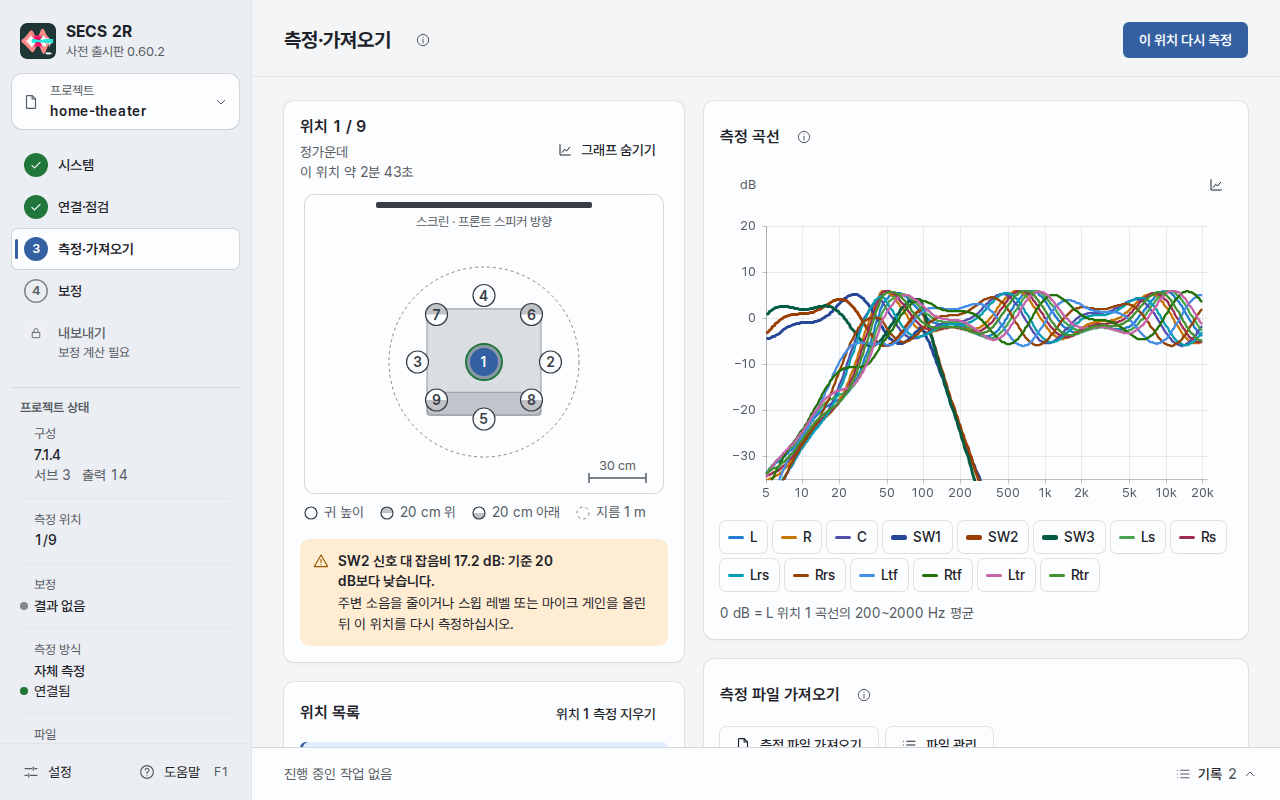 SECS 2R
사전 출시판 0.60.2
프로젝트
home-theater
시스템
연결·점검
3 측정·가져오기
4 보정
내보내기
보정 계산 필요
프로젝트 상태
구성
7.1.4
서브 3 출력 14
측정 위치
1/9
보정
결과 없음
측정 방식
자체 측정
연결됨
파일
설정
도움말 F1
측정·가져오기
이 위치 다시 측정
위치 1 / 9
정가운데
이 위치 약 2분 43초
그래프 숨기기
스크린 · 프론트 스피커 방향
4
7 6
3 1 2
9 8
5
30 cm
귀 높이 20 cm 위 20 cm 아래 지름 1 m
SW2 신호 대 잡음비 17.2 dB: 기준 20
dB보다 낮습니다.
주변 소음을 줄이거나 스윕 레벨 또는 마이크 게인을 올린
뒤 이 위치를 다시 측정하십시오.
위치 목록
위치 1 측정 지우기
측정 곡선
dB
20
10
0
−10
−20
−30
5 10 20 50 100 200 500 1k 2k 5k 10k 20k
L R C SW1 SW2 SW3 Ls Rs
Lrs Rrs Ltf Rtf Ltr Rtr
0 dB = L 위치 1 곡선의 200~2000 Hz 평균
측정 파일 가져오기
측정 파일 가져오기 파일 관리
진행 중인 작업 없음
기록 2